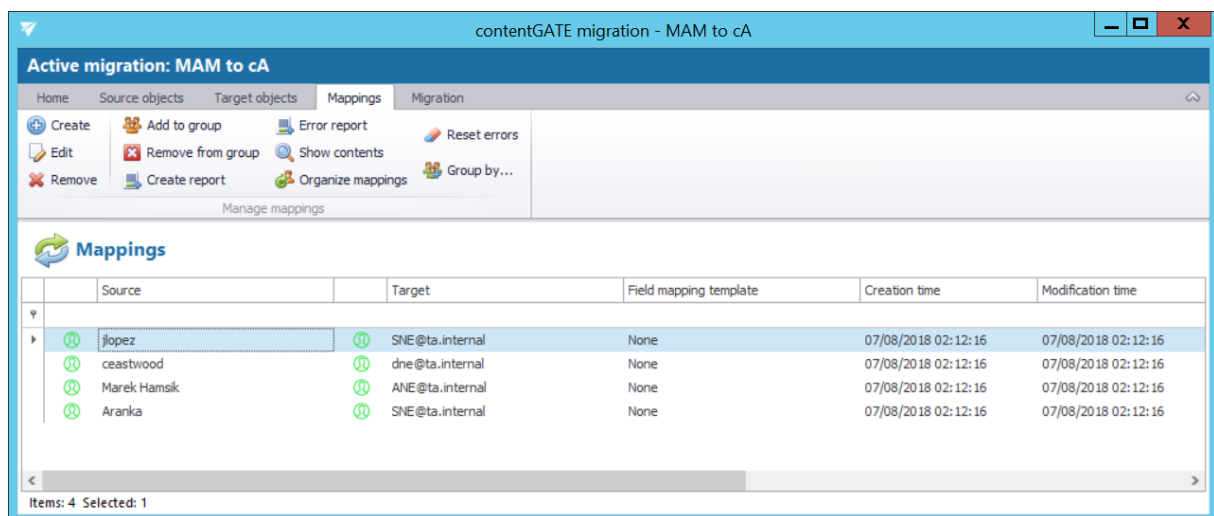 contentGATE migration - MAM to cA
Active migration: MAM to cA
Home Source objects Target objects Mappings Migration
Create Add to group Error report Reset errors
Edit Remove from group Show contents Group by...
Remove Create report Organize mappings
Manage mappings
Mappings
Source Target Field mapping template Creation time Modification time
jlopez SNE@ta.internal None 07/08/2018 02:12:16 07/08/2018 02:12:16
ceastwood dne@ta.internal None 07/08/2018 02:12:16 07/08/2018 02:12:16
Marek Hamsik ANE@ta.internal None 07/08/2018 02:12:16 07/08/2018 02:12:16
Aranka SNE@ta.internal None 07/08/2018 02:12:16 07/08/2018 02:12:16
Items: 4 Selected: 1